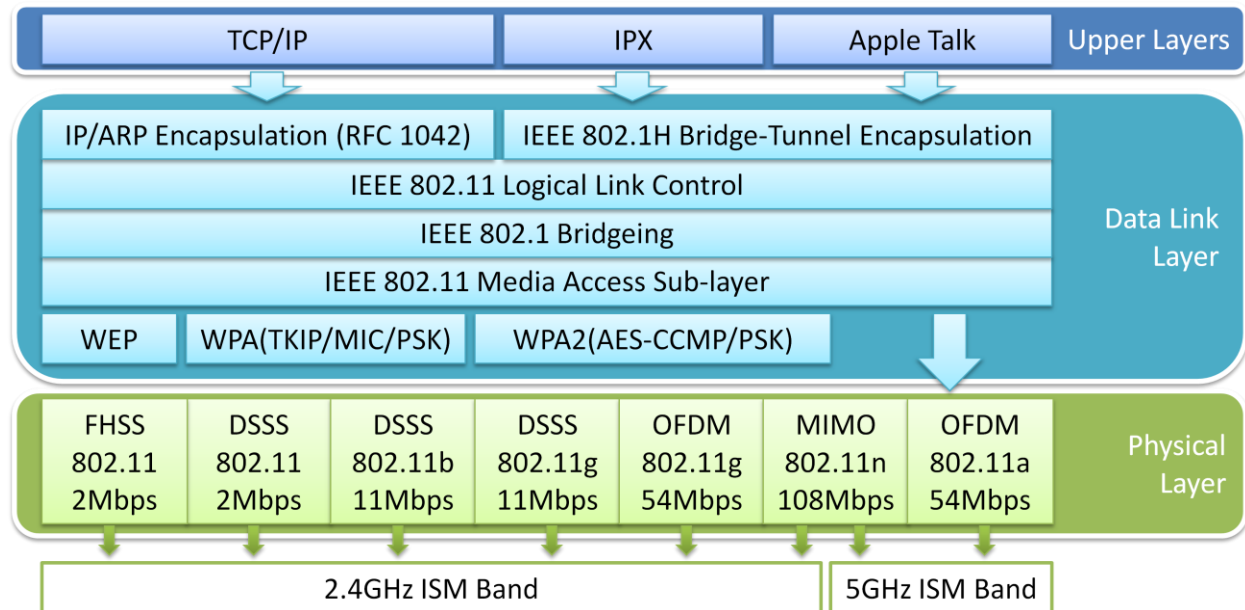 TCP/IP
IPX
Apple Talk
Upper Layers
IP/ARP Encapsulation (RFC 1042)
IEEE 802.1H Bridge-Tunnel Encapsulation
IEEE 802.11 Logical Link Control
IEEE 802.1 Bridgeing
IEEE 802.11 Media Access Sub-layer
Data Link
Layer
WEP
WPA(TKIP/MIC/PSK)
WPA2(AES-CCMP/PSK)
FHSS
802.11
2Mbps
DSSS
802.11
2Mbps
DSSS
802.11b
11Mbps
DSSS
802.11g
11Mbps
OFDM
802.11g
54Mbps
MIMO
802.11n
108Mbps
OFDM
802.11a
54Mbps
Physical
Layer
2.4GHz ISM Band
5GHz ISM Band